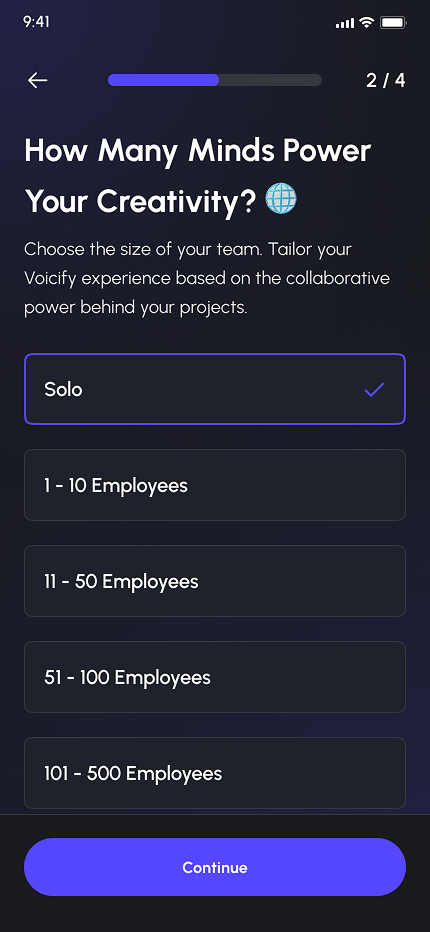 9:41
2 / 4
How Many Minds Power
Your Creativity? 🌐
Choose the size of your team. Tailor your
Voicify experience based on the collaborative
power behind your projects.
Solo
1 - 10 Employees
11 - 50 Employees
51 - 100 Employees
101 - 500 Employees
Continue